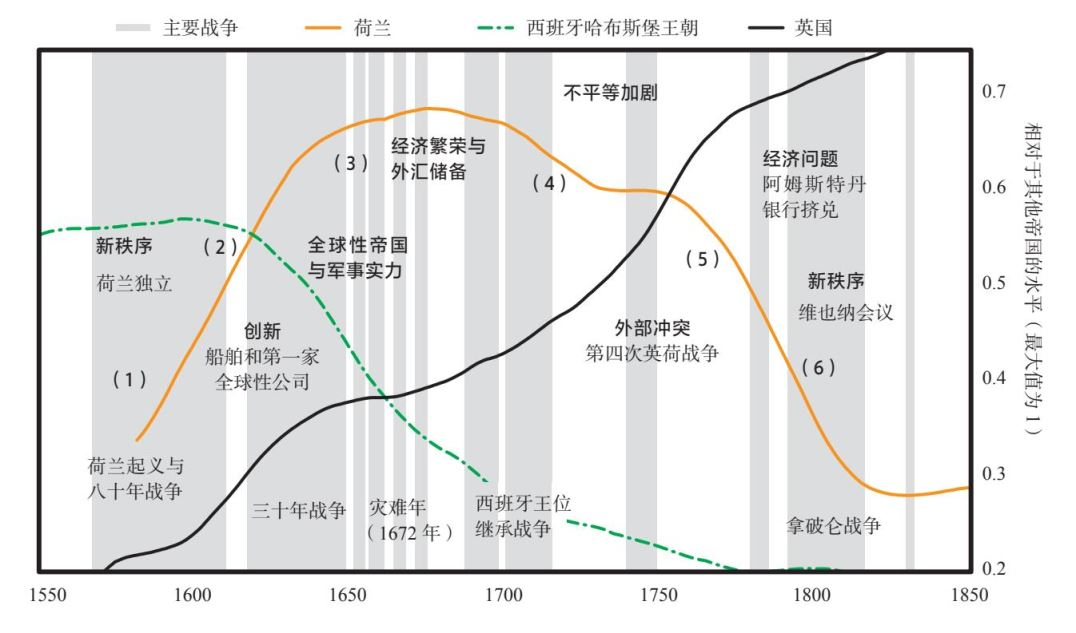 主要战争
荷兰
西班牙哈布斯堡王朝
英国
不平等加剧
0.7
经济繁荣与
外汇储备
(3)
经济问题
阿姆斯特丹
银行挤兑
(4)
0.6
相对于其他帝国的水平（最大值为1）
新秩序
荷兰独立
(2)
全球性帝国
与军事实力
(5)
新秩序
维也纳会议
0.5
创新
船舶和第一家
全球性公司
外部冲突
第四次英荷战争
(1)
(6)
0.4
荷兰起义与
八十年战争
0.3
三十年战争
灾难年
（1672 年）
西班牙王位
继承战争
拿破仑战争
0.2
1550
1600
1650
1700
1750
1800
1850